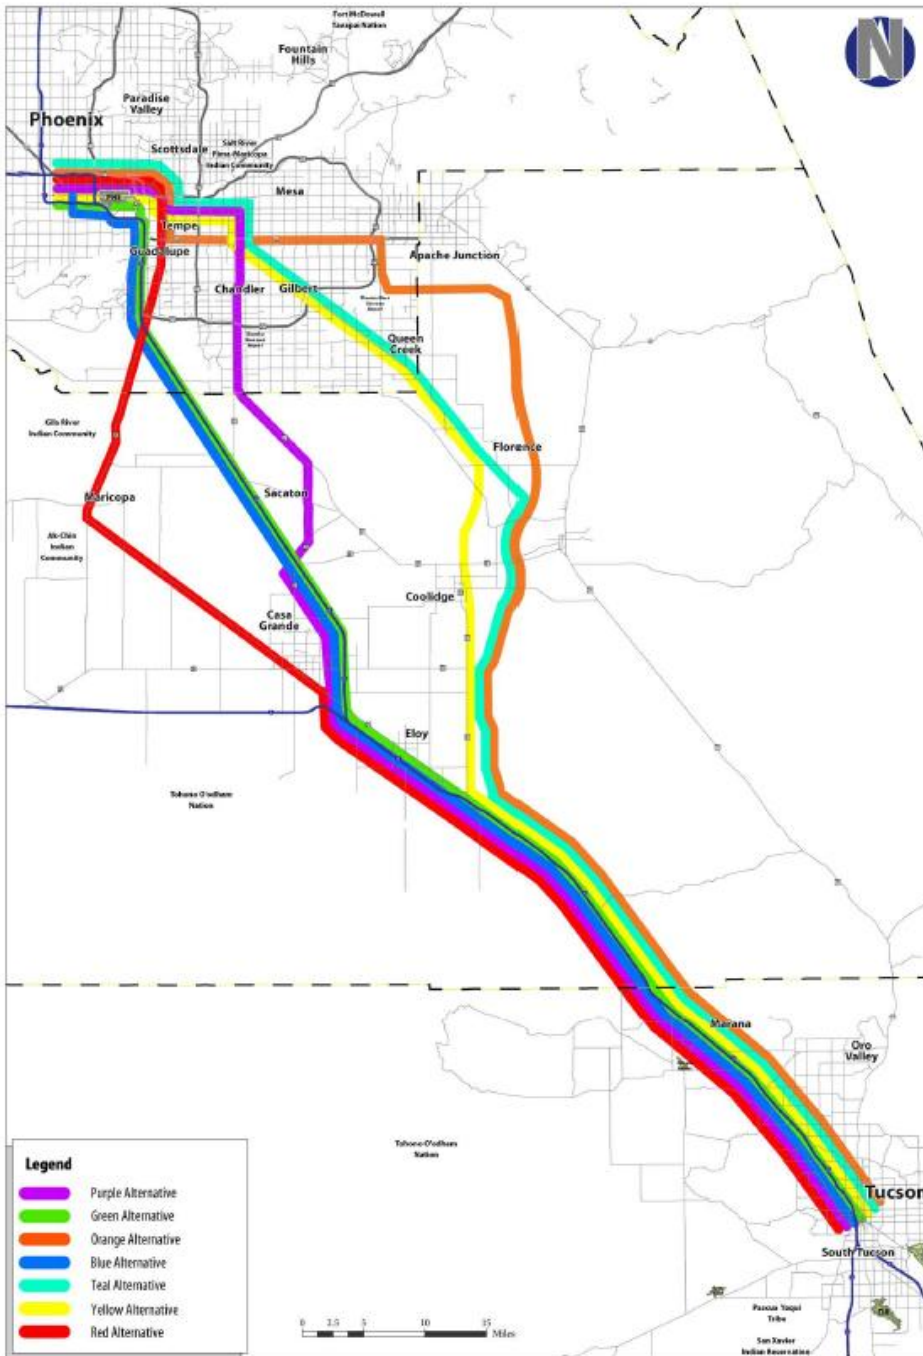 Fort McDowell
Yavapai Nation
N
Fountain
Hills
Paradise
Valley
Phoenix
Scottsdale
Salt River
Pima-Maricopa
Indian Community
Mesa
PHX
Tempe
Guadalupe
Apache Junction
Chandler
Gilbert
Queen
Creek
Gila River
Indian Community
Florence
Sacaton
Maricopa
Ak-Chin
Indian
Community
Coolidge
Casa
Grande
Eloy
Tohono O'odham
Nation
Marana
Oro
Valley
Tohono O'odham
Nation
Tucson
South Tucson
Pascua Yaqui
Tribe
San Xavier
Indian Reservation
Legend
Purple Alternative
Green Alternative
Orange Alternative
Blue Alternative
Teal Alternative
Yellow Alternative
Red Alternative
0 2.5 5 10 15
Miles